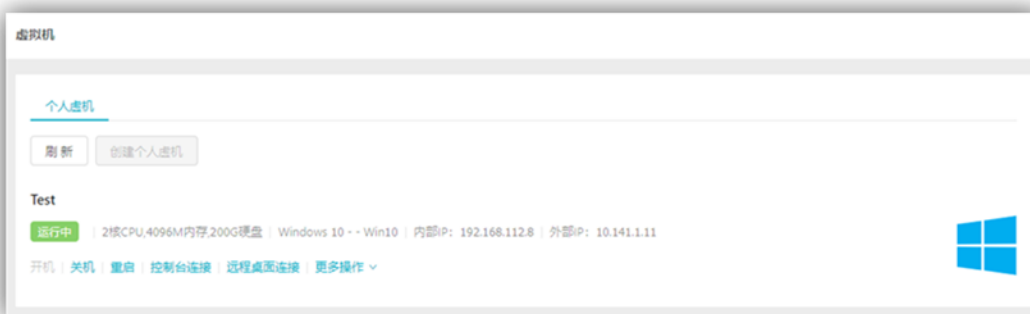 虚拟机
个人虚机
刷 新 创建个人虚机
Test
运行中 | 2核CPU,4096M内存,200G硬盘 | Windows 10 - - Win10 | 内部IP: 192.168.112.8 | 外部IP: 10.141.1.11
开机 | 关机 | 重启 | 控制台连接 | 远程桌面连接 | 更多操作